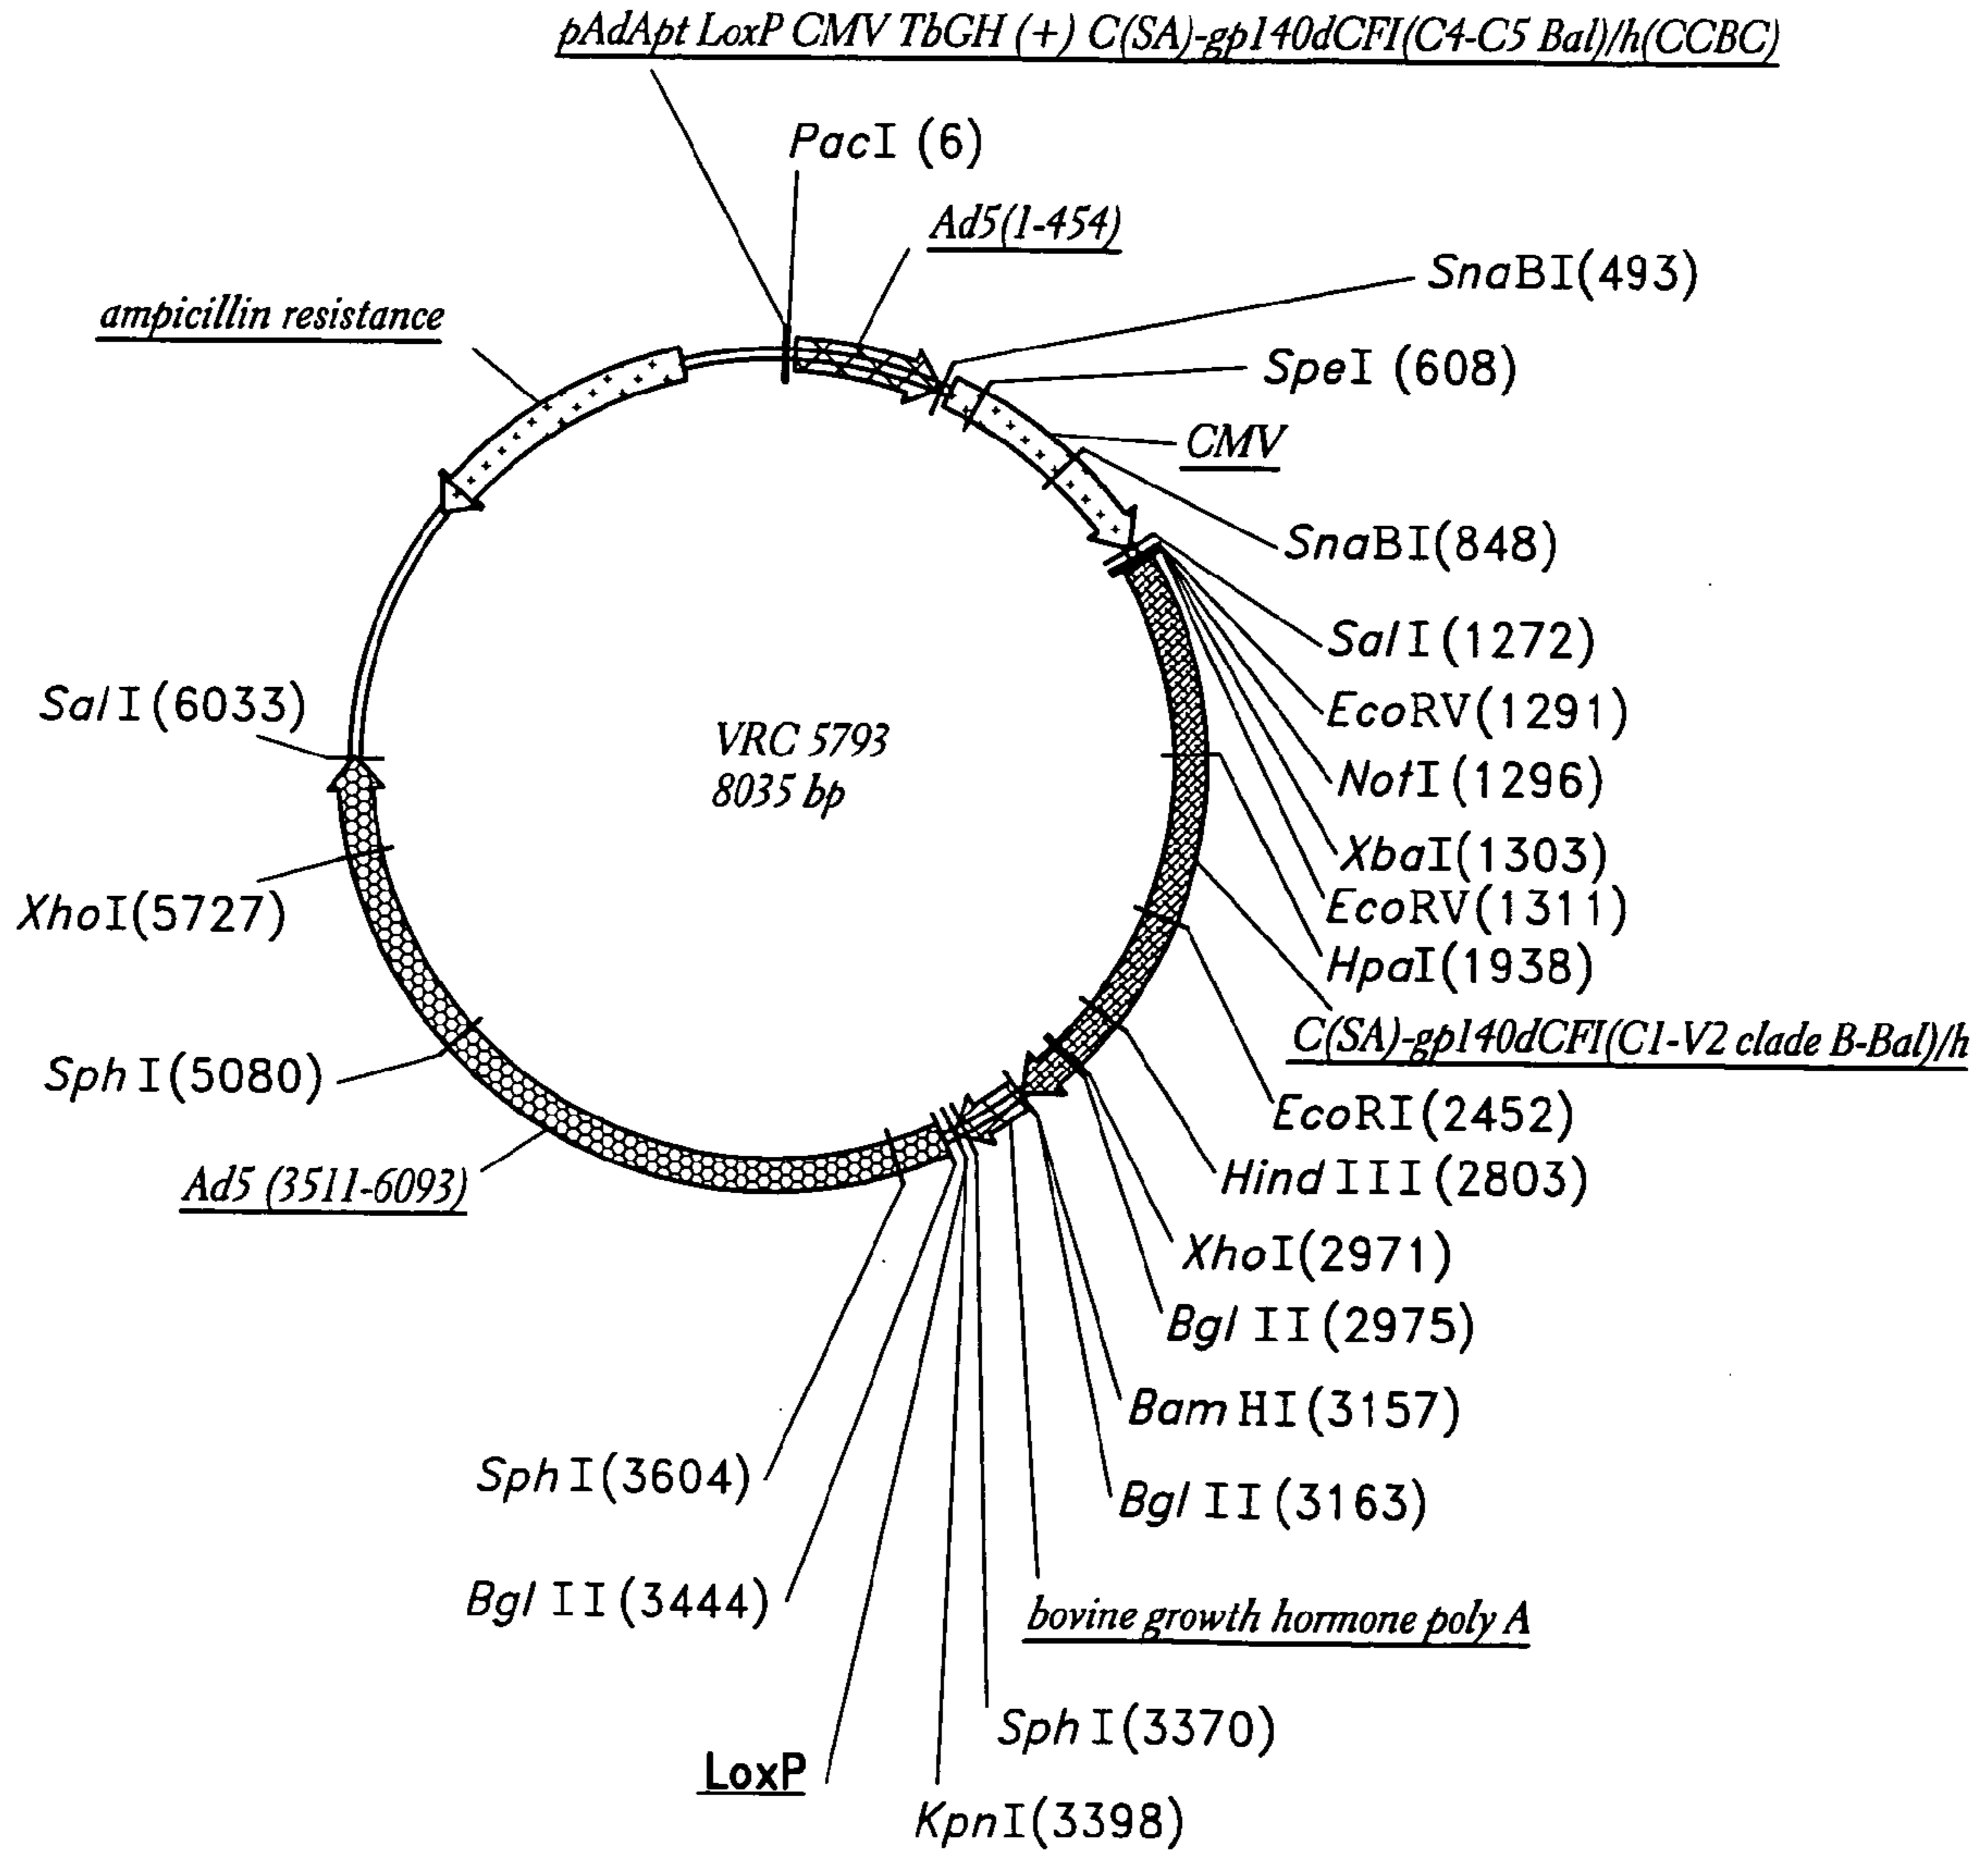 pAdApt LoxP CMV TbGH (+) C(SA)-gp140dCFI(C4-C5 Bal)/h(CCBC)
PacI (6)
Ad5(1-454)
SnaBI(493)
ampicillin resistance
SpeI (608)
CMV
SnaBI(848)
SalI(1272)
SalI(6033)
EcoRV(1291)
VRC 5793
8035 bp
NotI(1296)
XbaI(1303)
XhoI(5727)
EcoRV(1311)
HpaI(1938)
C(SA)-gp140dCFI(C1-V2 clade B-Bal)/h
SphI(5080)
EcoRI(2452)
HindIII(2803)
Ad5 (3511-6093)
XhoI(2971)
BglII(2975)
BamHI(3157)
SphI(3604)
BglII(3163)
BglII(3444)
bovine growth hormone poly A
SphI(3370)
LoxP
KpnI(3398)